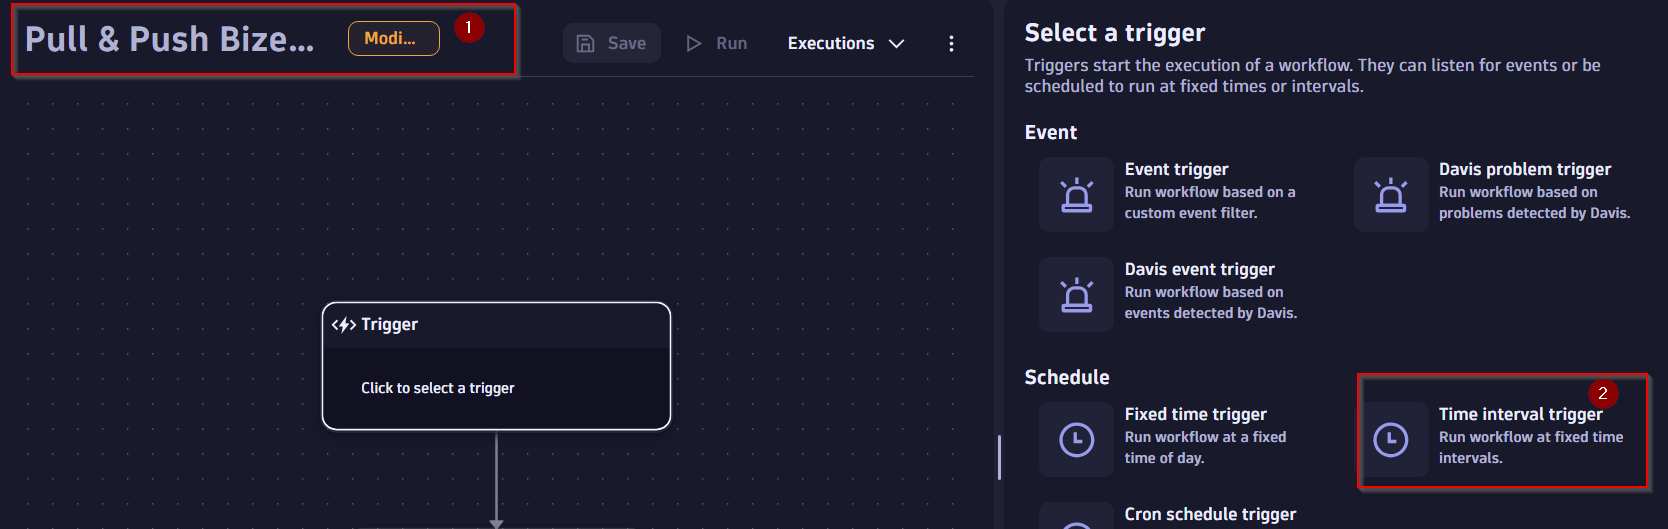 Pull & Push Bize...
Modi...
1
Save
Run
Executions
Trigger
Click to select a trigger
Select a trigger
Triggers start the execution of a workflow. They can listen for events or be
scheduled to run at fixed times or intervals.
Event
Event trigger
Run workflow based on a
custom event filter.
Davis problem trigger
Run workflow based on
problems detected by Davis.
Davis event trigger
Run workflow based on
events detected by Davis.
Schedule
Fixed time trigger
Run workflow at a fixed
time of day.
2
Time interval trigger
Run workflow at fixed time
intervals.
Cron schedule trigger